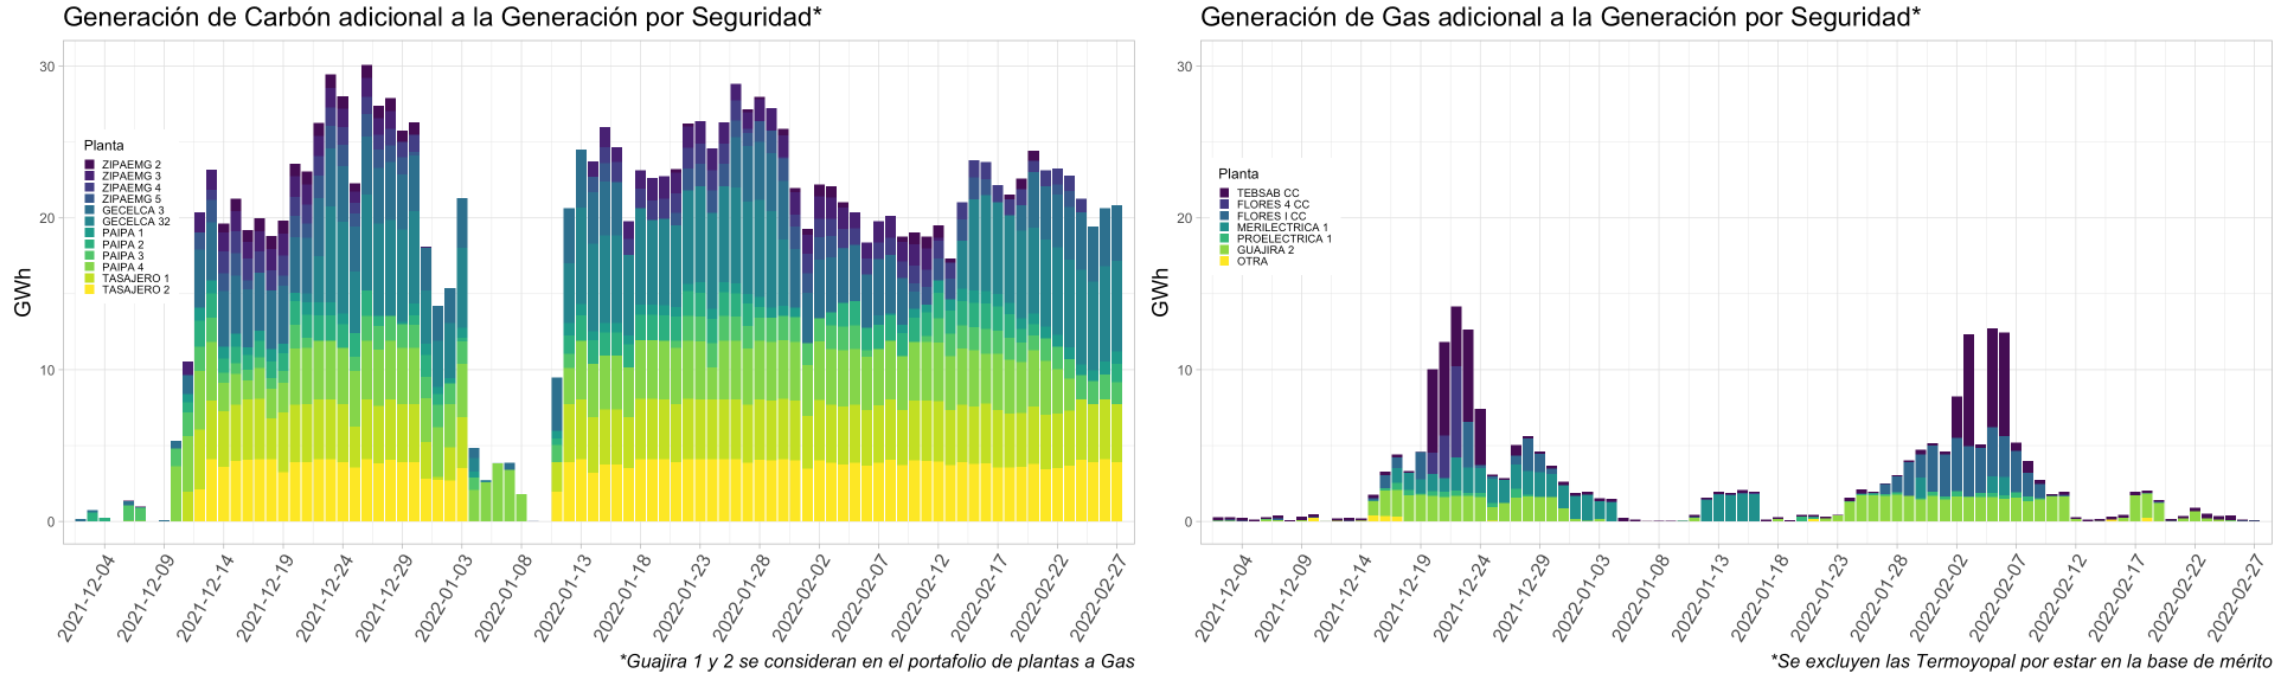 Generación de Carbón adicional a la Generación por Seguridad*
30
20
10
0
GWh
Planta
ZIPAEMG 2
ZIPAEMG 3
ZIPAEMG 4
ZIPAEMG 5
GECELCA 3
GECELCA 32
PAIPA 1
PAIPA 2
PAIPA 3
PAIPA 4
TASAJERO 1
TASAJERO 2
2021-12-04
2021-12-09
2021-12-14
2021-12-19
2021-12-24
2021-12-29
2022-01-03
2022-01-08
2022-01-13
2022-01-18
2022-01-23
2022-01-28
2022-02-02
2022-02-07
2022-02-12
2022-02-17
2022-02-22
2022-02-27
*Guajira 1 y 2 se consideran en el portafolio de plantas a Gas
Generación de Gas adicional a la Generación por Seguridad*
30
20
10
0
GWh
Planta
TEBSAB CC
FLORES 4 CC
FLORES I CC
MERILECTRICA 1
PROELECTRICA 1
GUAJIRA 2
OTRA
2021-12-04
2021-12-09
2021-12-14
2021-12-19
2021-12-24
2021-12-29
2022-01-03
2022-01-08
2022-01-13
2022-01-18
2022-01-23
2022-01-28
2022-02-02
2022-02-07
2022-02-12
2022-02-17
2022-02-22
2022-02-27
*Se excluyen las Termoyopal por estar en la base de mérito